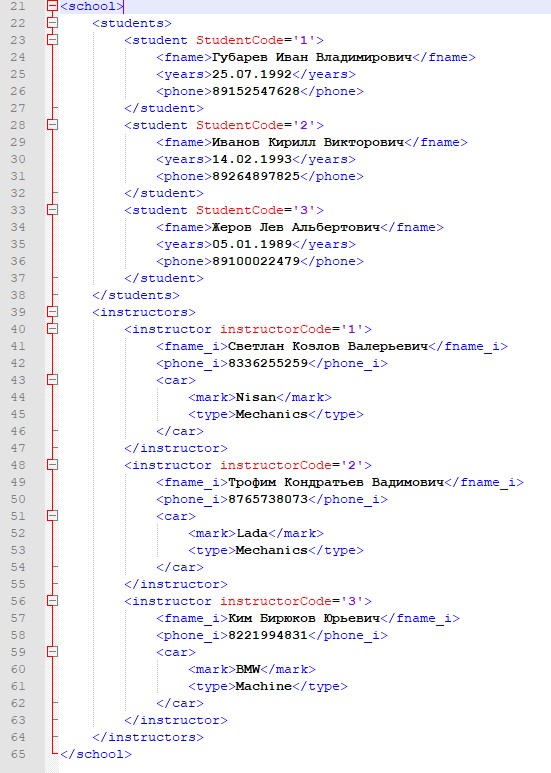 21 <school>
22 <students>
23 <student StudentCode='1'>
24 <fname>Губарев Иван Владимирович</fname>
25 <years>25.07.1992</years>
26 <phone>89152547628</phone>
27 </student>
28 <student StudentCode='2'>
29 <fname>Иванов Кирилл Викторович</fname>
30 <years>14.02.1993</years>
31 <phone>89264897825</phone>
32 </student>
33 <student StudentCode='3'>
34 <fname>Жеров Лев Альбертович</fname>
35 <years>05.01.1989</years>
36 <phone>89100022479</phone>
37 </student>
38 </students>
39 <instructors>
40 <instructor instructorCode='1'>
41 <fname_i>Светлан Козлов Валерьевич</fname_i>
42 <phone_i>8336255259</phone_i>
43 <car>
44 <mark>Nisan</mark>
45 <type>Mechanics</type>
46 </car>
47 </instructor>
48 <instructor instructorCode='2'>
49 <fname_i>Трофим Кондратьев Вадимович</fname_i>
50 <phone_i>8765738073</phone_i>
51 <car>
52 <mark>Lada</mark>
53 <type>Mechanics</type>
54 </car>
55 </instructor>
56 <instructor instructorCode='3'>
57 <fname_i>Ким Бирюков Юрьевич</fname_i>
58 <phone_i>8221994831</phone_i>
59 <car>
60 <mark>BMW</mark>
61 <type>Machine</type>
62 </car>
63 </instructor>
64 </instructors>
65 </school>